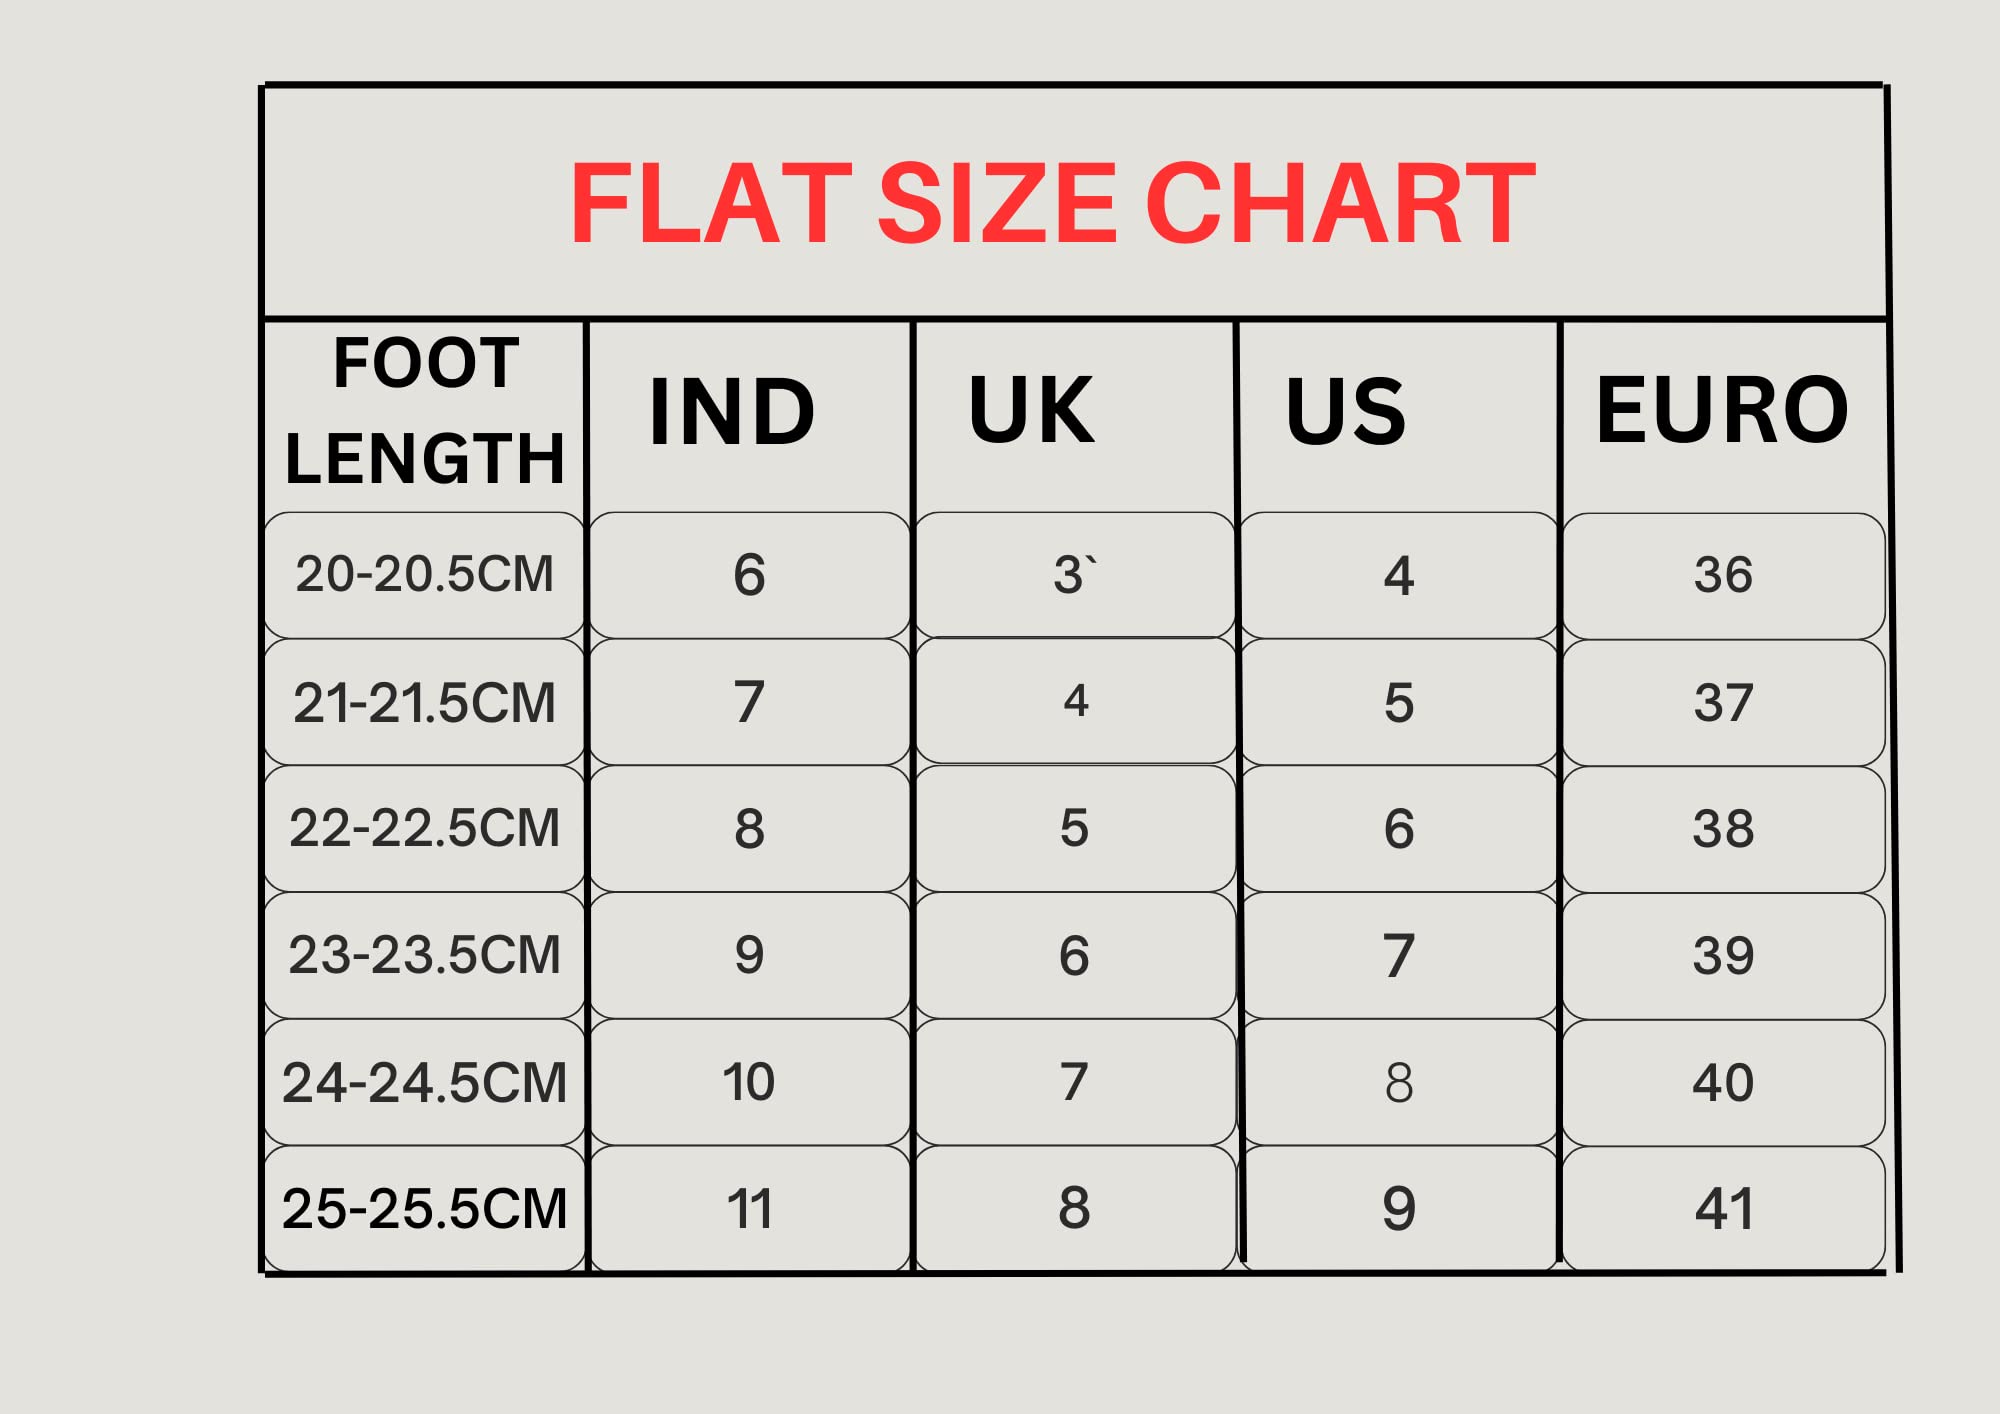 FLAT SIZE CHART
FOOT LENGTH IND UK US EURO
20-20.5CM 6 3` 4 36
21-21.5CM 7 4 5 37
22-22.5CM 8 5 6 38
23-23.5CM 9 6 7 39
24-24.5CM 10 7 8 40
25-25.5CM 11 8 9 41